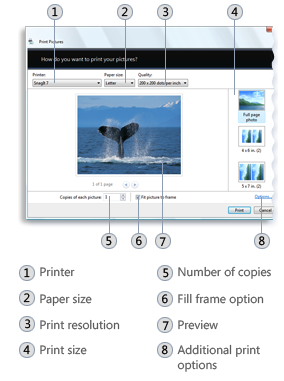 1 2 3 4
Print Pictures
How do you want to print your pictures?
Printer: Paper size: Quality:
SnagIt 7 Letter 200 x 200 dots per inch
Full page
photo
4 x 6 in. (2)
1 of 1 page
5 x 7 in. (2)
Copies of each picture: 1 Fit picture to frame Options...
Print Cancel
5 6 7 8
1 Printer
2 Paper size
3 Print resolution
4 Print size
5 Number of copies
6 Fill frame option
7 Preview
8 Additional print
options